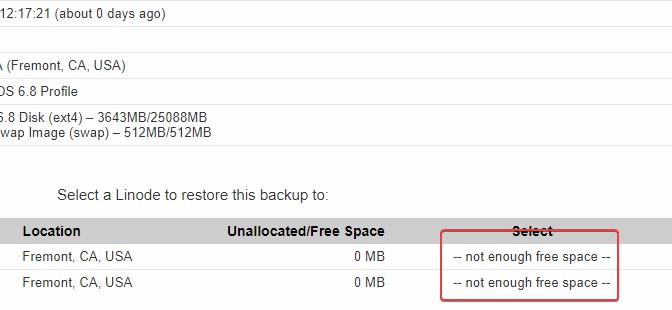 12:17:21 (about 0 days ago)
(Fremont, CA, USA)
OS 6.8 Profile
6.8 Disk (ext4) – 3643MB/25088MB
wap Image (swap) – 512MB/512MB
Select a Linode to restore this backup to:
Location Unallocated/Free Space Select
Fremont, CA, USA 0 MB -- not enough free space --
Fremont, CA, USA 0 MB -- not enough free space --